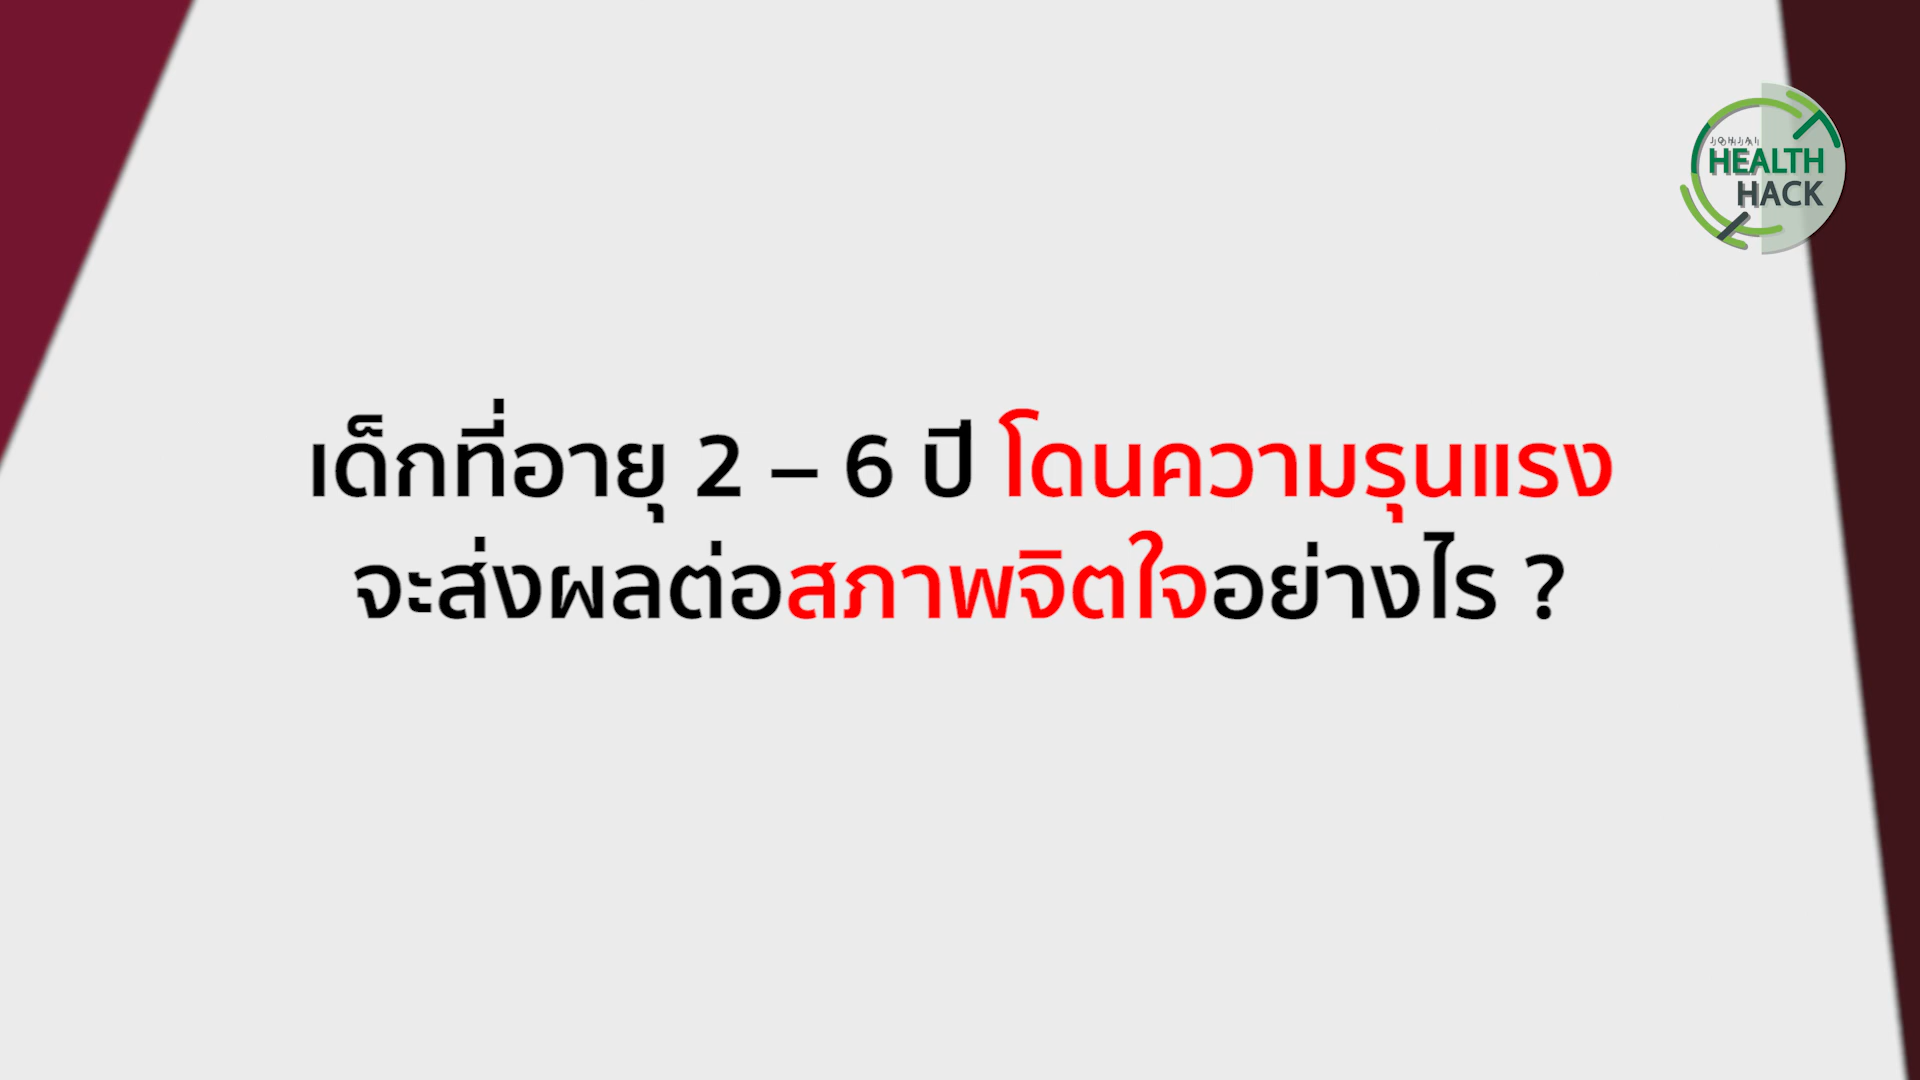 JOHJAI
HEALTH
HACK
เด็กที่อายุ 2 – 6 ปี โดนความรุนแรง
จะส่งผลต่อสภาพจิตใจอย่างไร ?